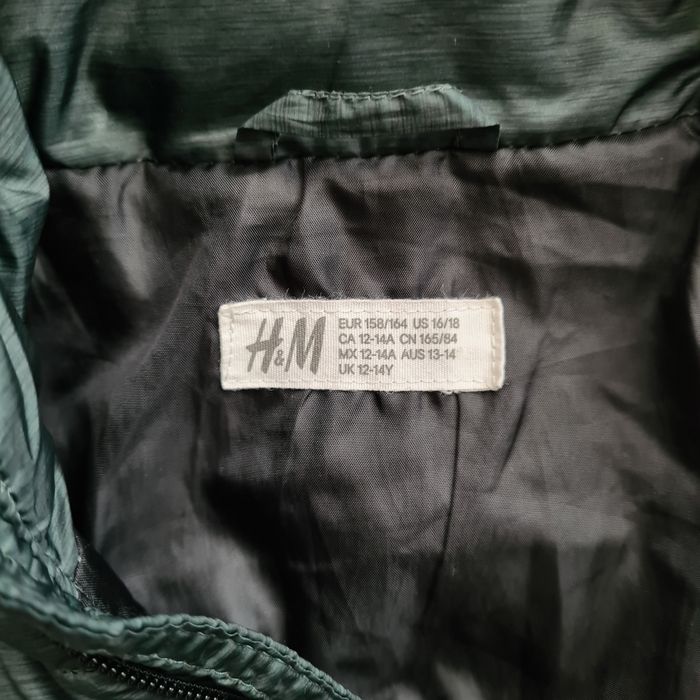 H&M
EUR 158/164 US 16/18
CA 12-14A CN 165/84
MX 12-14A AUS 13-14
UK 12-14Y